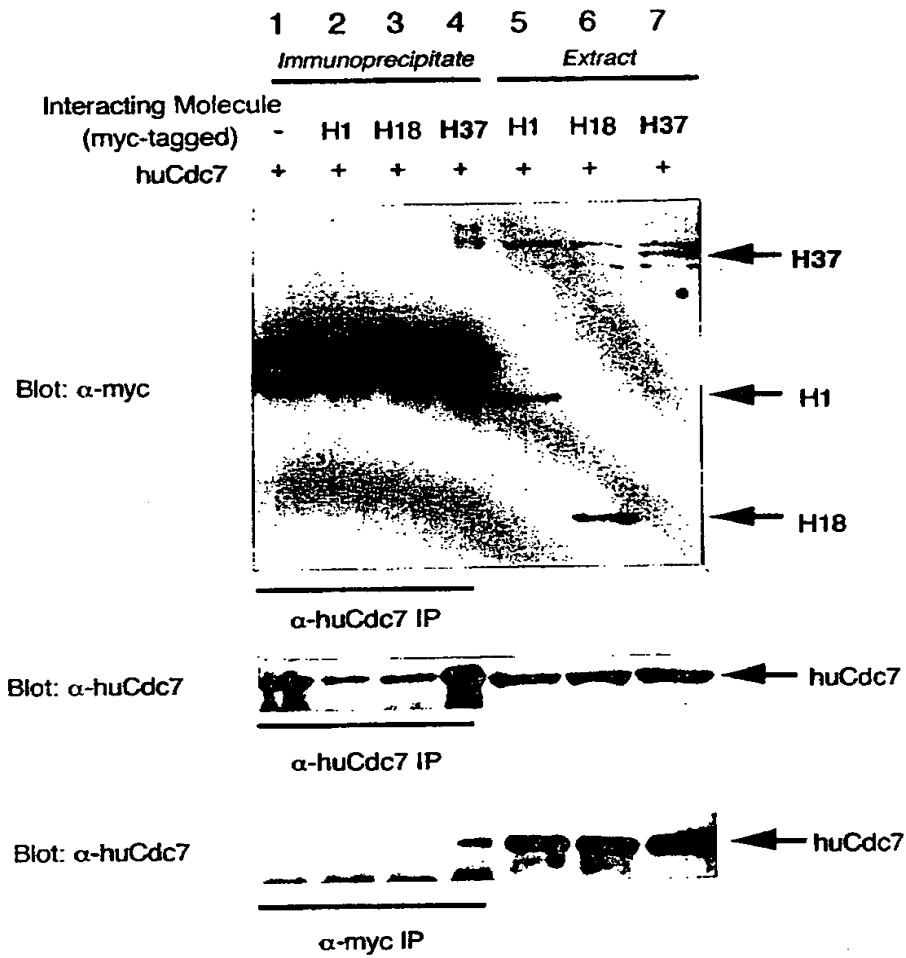 1 2 3 4 5 6 7
Immunoprecipitate Extract
Interacting Molecule
(myc-tagged) - H1 H18 H37 H1 H18 H37
huCdc7 + + + + + + +
H37
Blot: α-myc H1
H18
α-huCdc7 IP
Blot: α-huCdc7 huCdc7
α-huCdc7 IP
Blot: α-huCdc7 huCdc7
α-myc IP